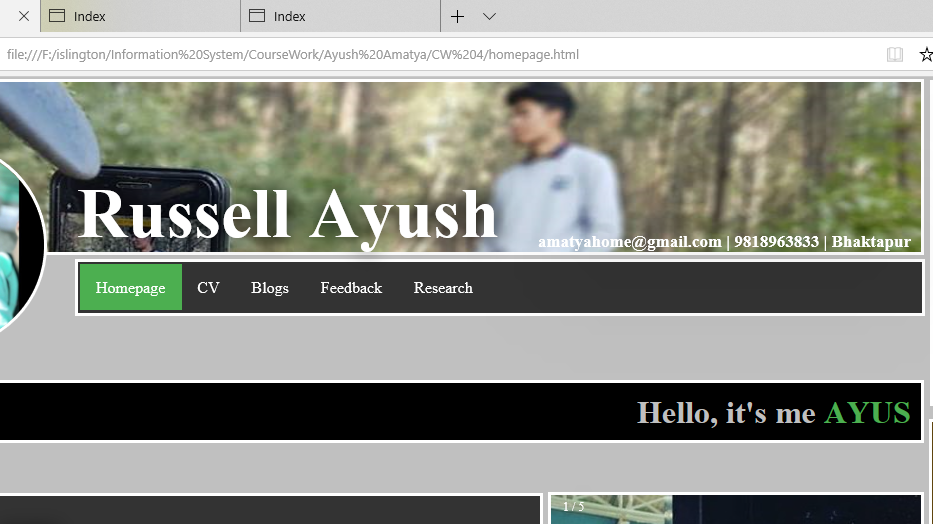 Index
Index
file:///F:/islington/Information%20System/CourseWork/Ayush%20Amatya/CW%204/homepage.html
Russell Ayush
amatyahome@gmail.com | 9818963833 | Bhaktapur
Homepage CV Blogs Feedback Research
Hello, it's me AYUS
1 / 5